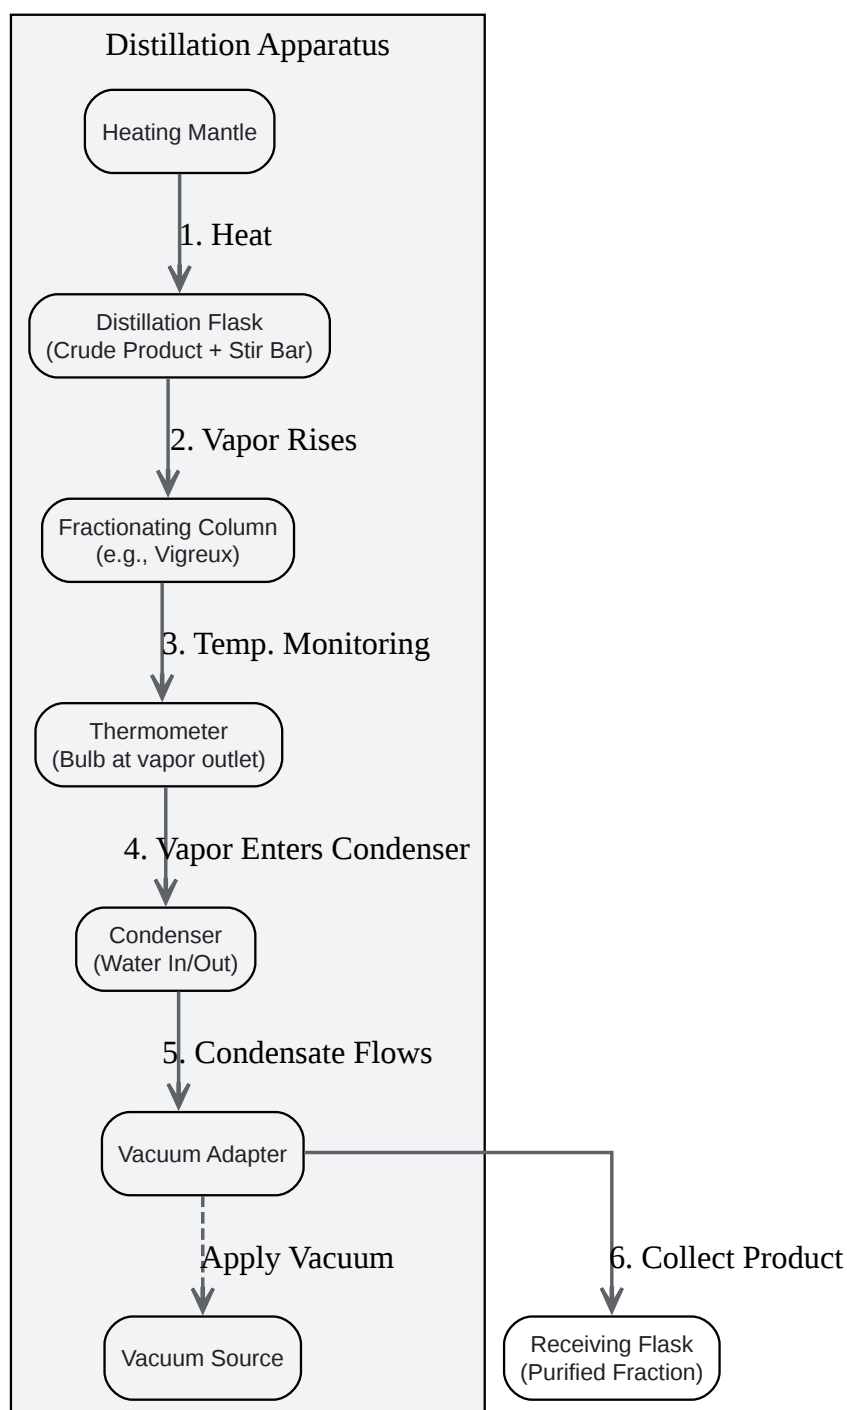 Distillation Apparatus
Heating Mantle
1. Heat
Distillation Flask
(Crude Product + Stir Bar)
2. Vapor Rises
Fractionating Column
(e.g., Vigreux)
3. Temp. Monitoring
Thermometer
(Bulb at vapor outlet)
4. Vapor Enters Condenser
Condenser
(Water In/Out)
5. Condensate Flows
Vacuum Adapter
Apply Vacuum
6. Collect Product
Vacuum Source
Receiving Flask
(Purified Fraction)